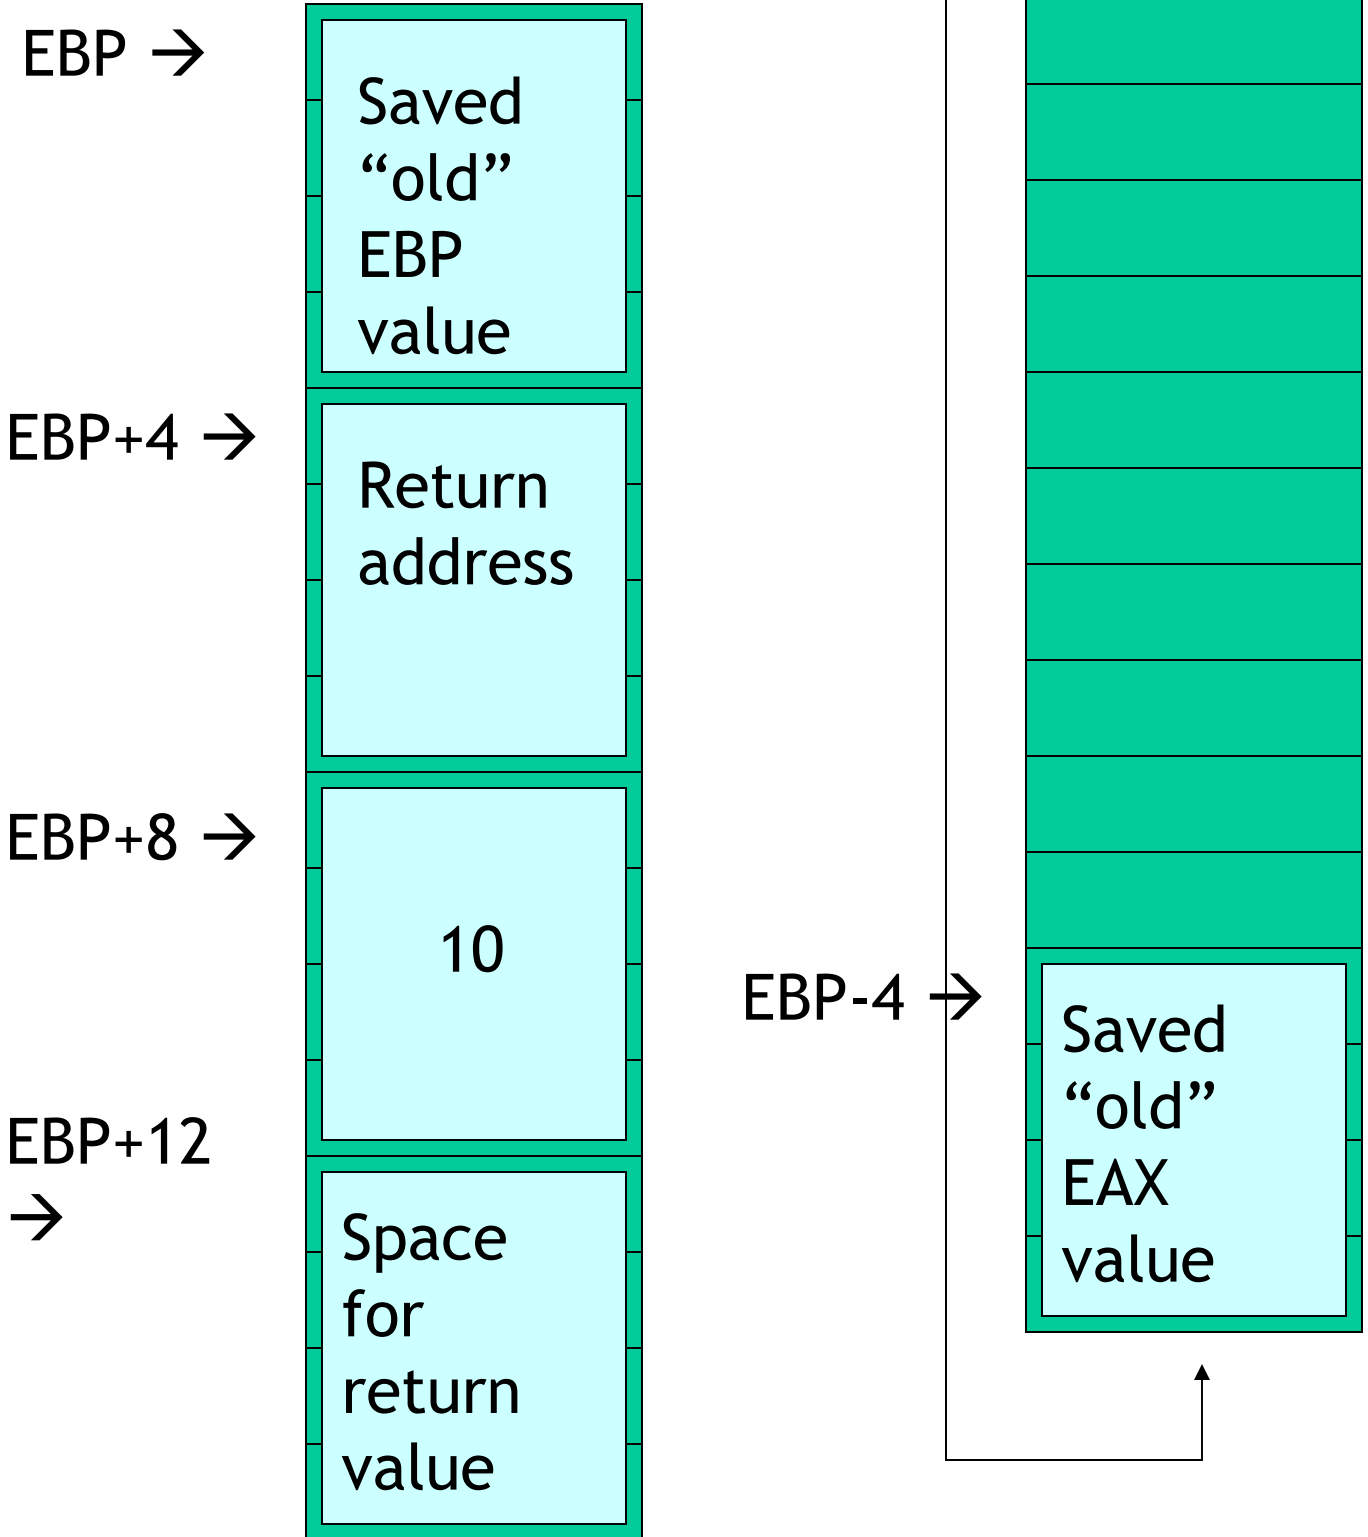 EBP →
Saved
“old”
EBP
value
EBP+4 →
Return
address
EBP+8 →
10
EBP+12
→
Space
for
return
value
EBP-4 →
Saved
“old”
EAX
value